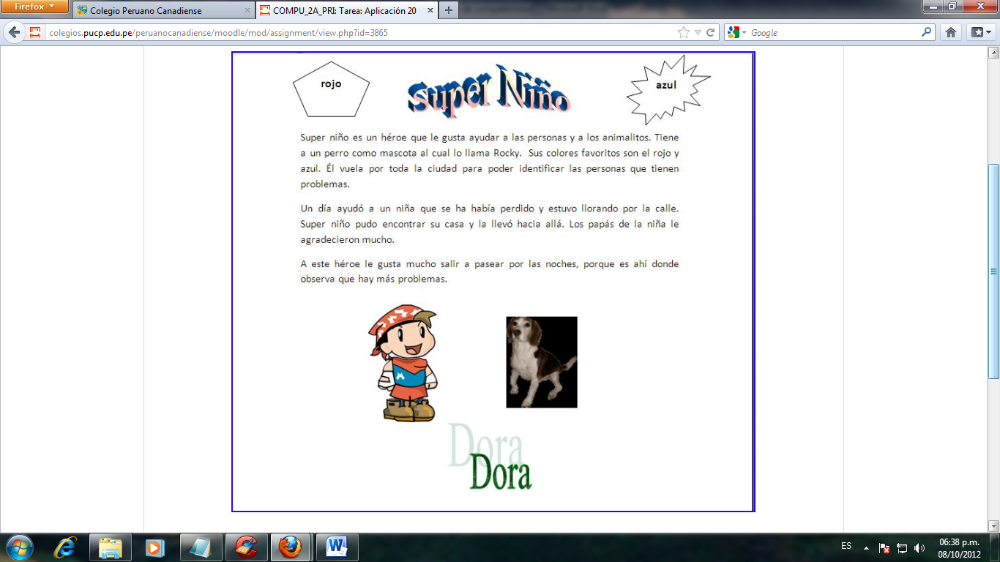 Firefox
Colegio Peruano Canadiense
COMPU_2A_PRI: Tarea: Aplicación 20
colegios.pucp.edu.pe/peruanocanadiense/moodle/mod/assignment/view.php?id=3865
Google
rojo
Super Niño
azul
Super niño es un héroe que le gusta ayudar a las personas y a los animalitos. Tiene
a un perro como mascota al cual lo llama Rocky. Sus colores favoritos son el rojo y
azul. Él vuela por toda la ciudad para poder identificar las personas que tienen
problemas.
Un día ayudó a un niña que se ha había perdido y estuvo llorando por la calle.
Super niño pudo encontrar su casa y la llevó hacia allá. Los papás de la niña le
agradecieron mucho.
A este héroe le gusta mucho salir a pasear por las noches, porque es ahí donde
observa que hay más problemas.
Dora
Dora
ES
06:38 p.m.
08/10/2012